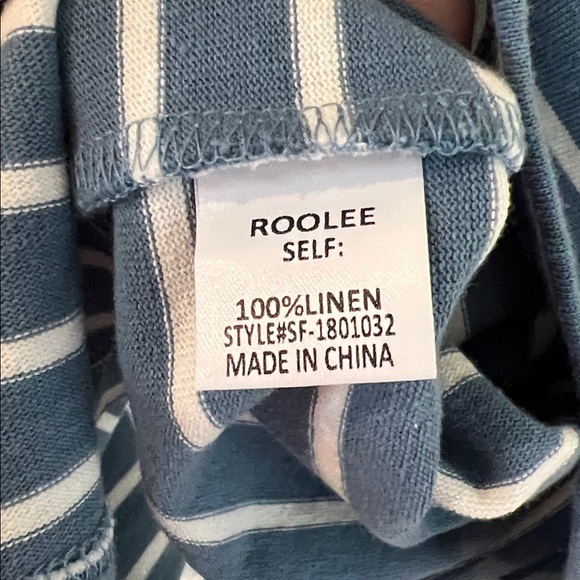 ROOLEE
SELF:
100%LINEN
STYLE#SF-1801032
MADE IN CHINA